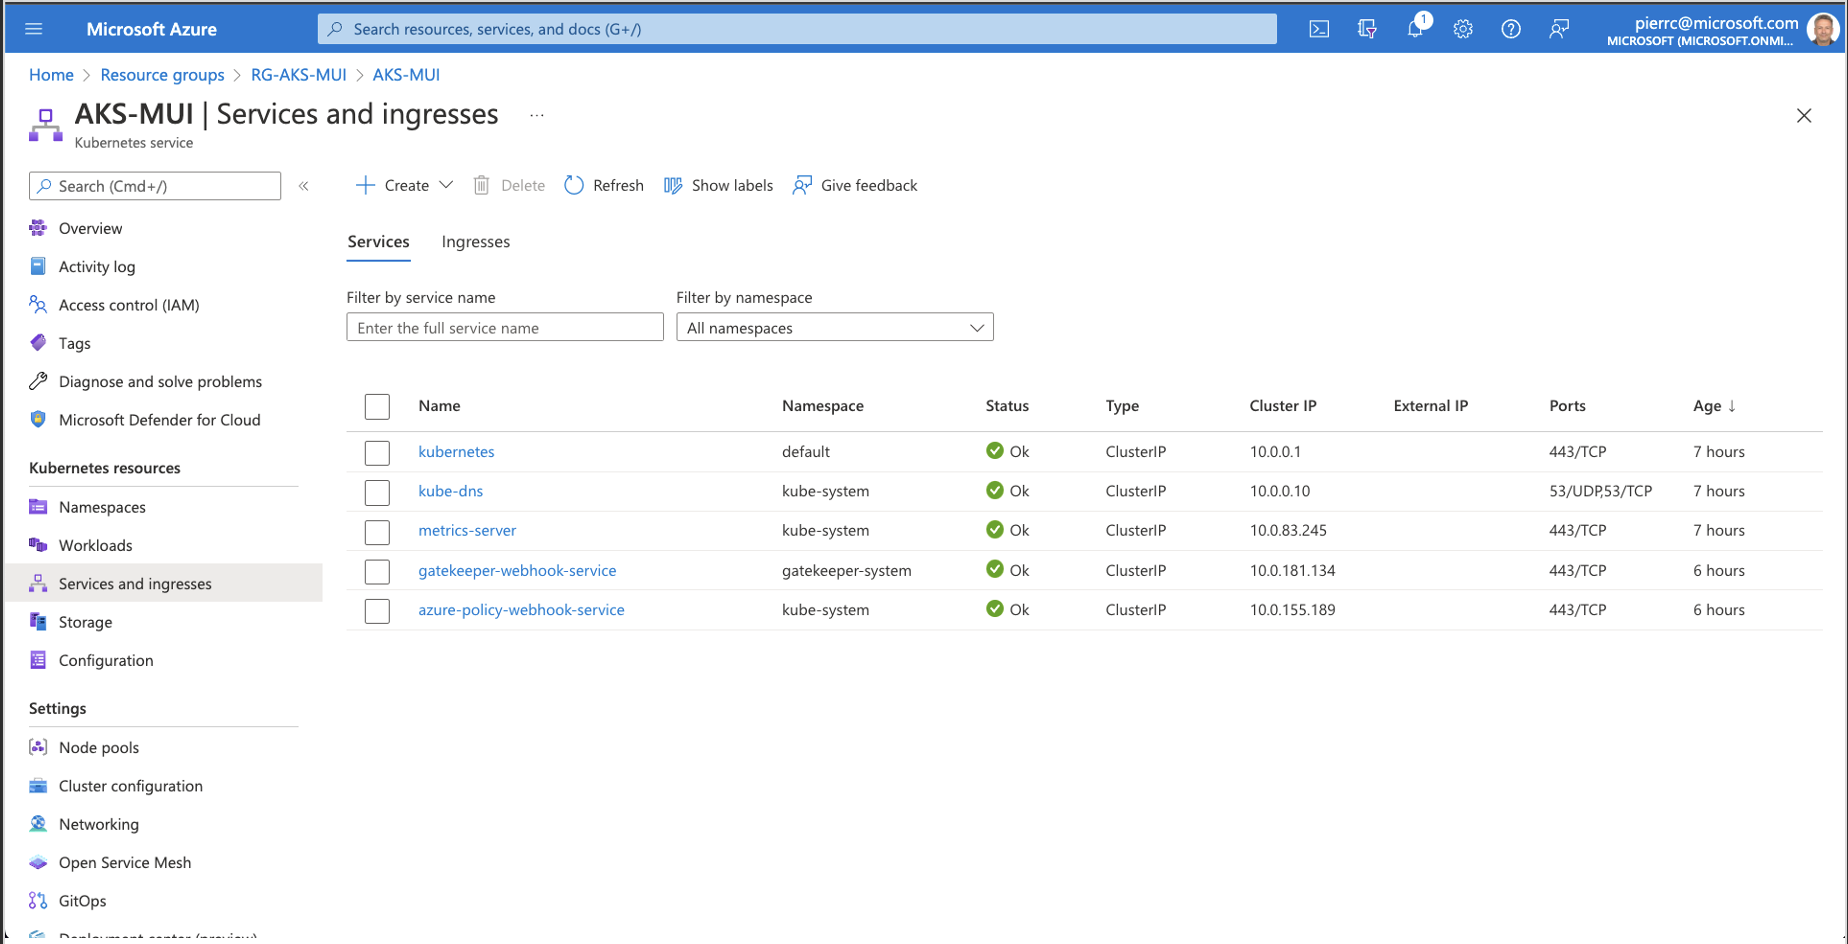 Microsoft Azure
Search resources, services, and docs (G+/)
1
pierrc@microsoft.com
MICROSOFT (MICROSOFT.ONMI...
Home > Resource groups > RG-AKS-MUI > AKS-MUI
AKS-MUI | Services and ingresses ...
Kubernetes service
Search (Cmd+/)
«
Create
Delete
Refresh
Show labels
Give feedback
Overview
Activity log
Access control (IAM)
Tags
Diagnose and solve problems
Microsoft Defender for Cloud
Kubernetes resources
Namespaces
Workloads
Services and ingresses
Storage
Configuration
Settings
Node pools
Cluster configuration
Networking
Open Service Mesh
GitOps
Deployment center (preview)
Services Ingresses
Filter by service name Filter by namespace
Enter the full service name All namespaces
Name Namespace Status Type Cluster IP External IP Ports Age ↓
kubernetes default Ok ClusterIP 10.0.0.1 443/TCP 7 hours
kube-dns kube-system Ok ClusterIP 10.0.0.10 53/UDP,53/TCP 7 hours
metrics-server kube-system Ok ClusterIP 10.0.83.245 443/TCP 7 hours
gatekeeper-webhook-service gatekeeper-system Ok ClusterIP 10.0.181.134 443/TCP 6 hours
azure-policy-webhook-service kube-system Ok ClusterIP 10.0.155.189 443/TCP 6 hours